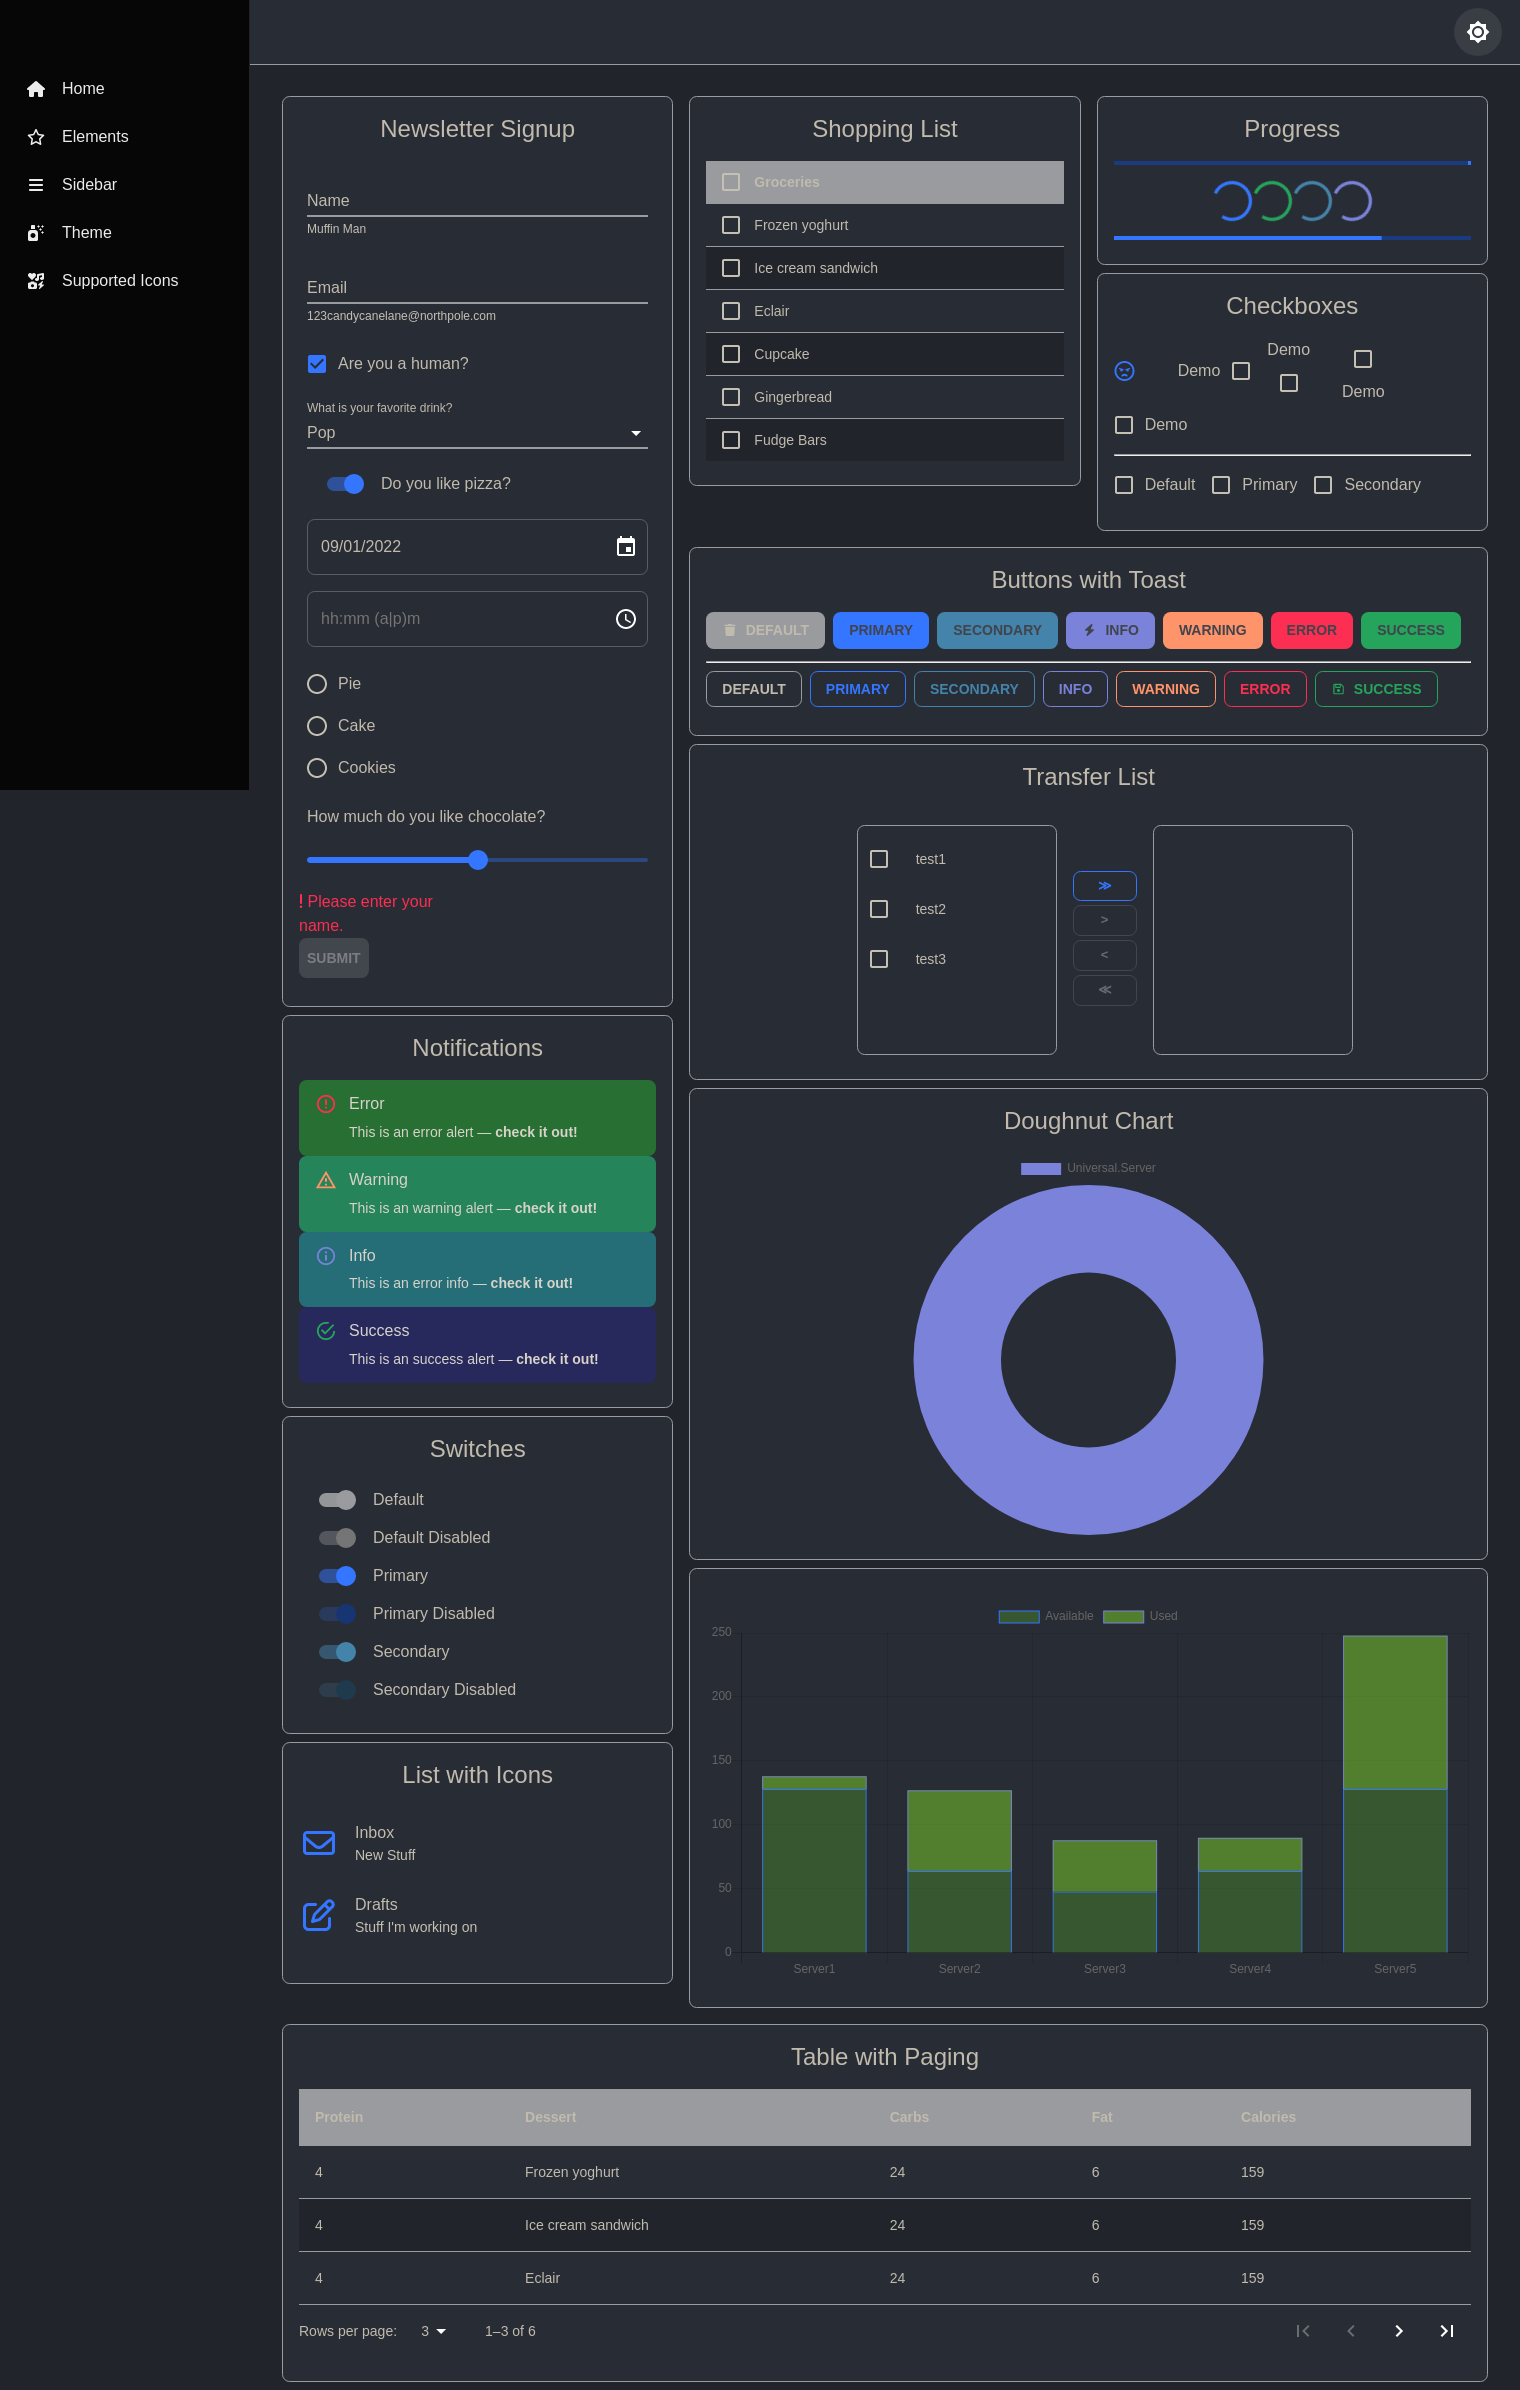 Home
Elements
Sidebar
Theme
Supported Icons
Newsletter Signup
Name
Muffin Man
Email
123candycanelane@northpole.com
Are you a human?
What is your favorite drink?
Pop
Do you like pizza?
09/01/2022
hh:mm (a|p)m
Pie
Cake
Cookies
How much do you like chocolate?
! Please enter your
name.
SUBMIT
Notifications
Error
This is an error alert — check it out!
Warning
This is an warning alert — check it out!
Info
This is an error info — check it out!
Success
This is an success alert — check it out!
Switches
Default
Default Disabled
Primary
Primary Disabled
Secondary
Secondary Disabled
List with Icons
Inbox
New Stuff
Drafts
Stuff I'm working on
Shopping List
Groceries
Frozen yoghurt
Ice cream sandwich
Eclair
Cupcake
Gingerbread
Fudge Bars
Progress
Checkboxes
Demo
Demo
Demo
Demo
Default Primary Secondary
Buttons with Toast
DEFAULT PRIMARY SECONDARY INFO WARNING ERROR SUCCESS
DEFAULT PRIMARY SECONDARY INFO WARNING ERROR SUCCESS
Transfer List
test1
test2
test3
≫
>
<
≪
Doughnut Chart
Universal.Server
Available Used
250
200
150
100
50
0
Server1 Server2 Server3 Server4 Server5
Table with Paging
Protein Dessert Carbs Fat Calories
4 Frozen yoghurt 24 6 159
4 Ice cream sandwich 24 6 159
4 Eclair 24 6 159
Rows per page: 3 1–3 of 6